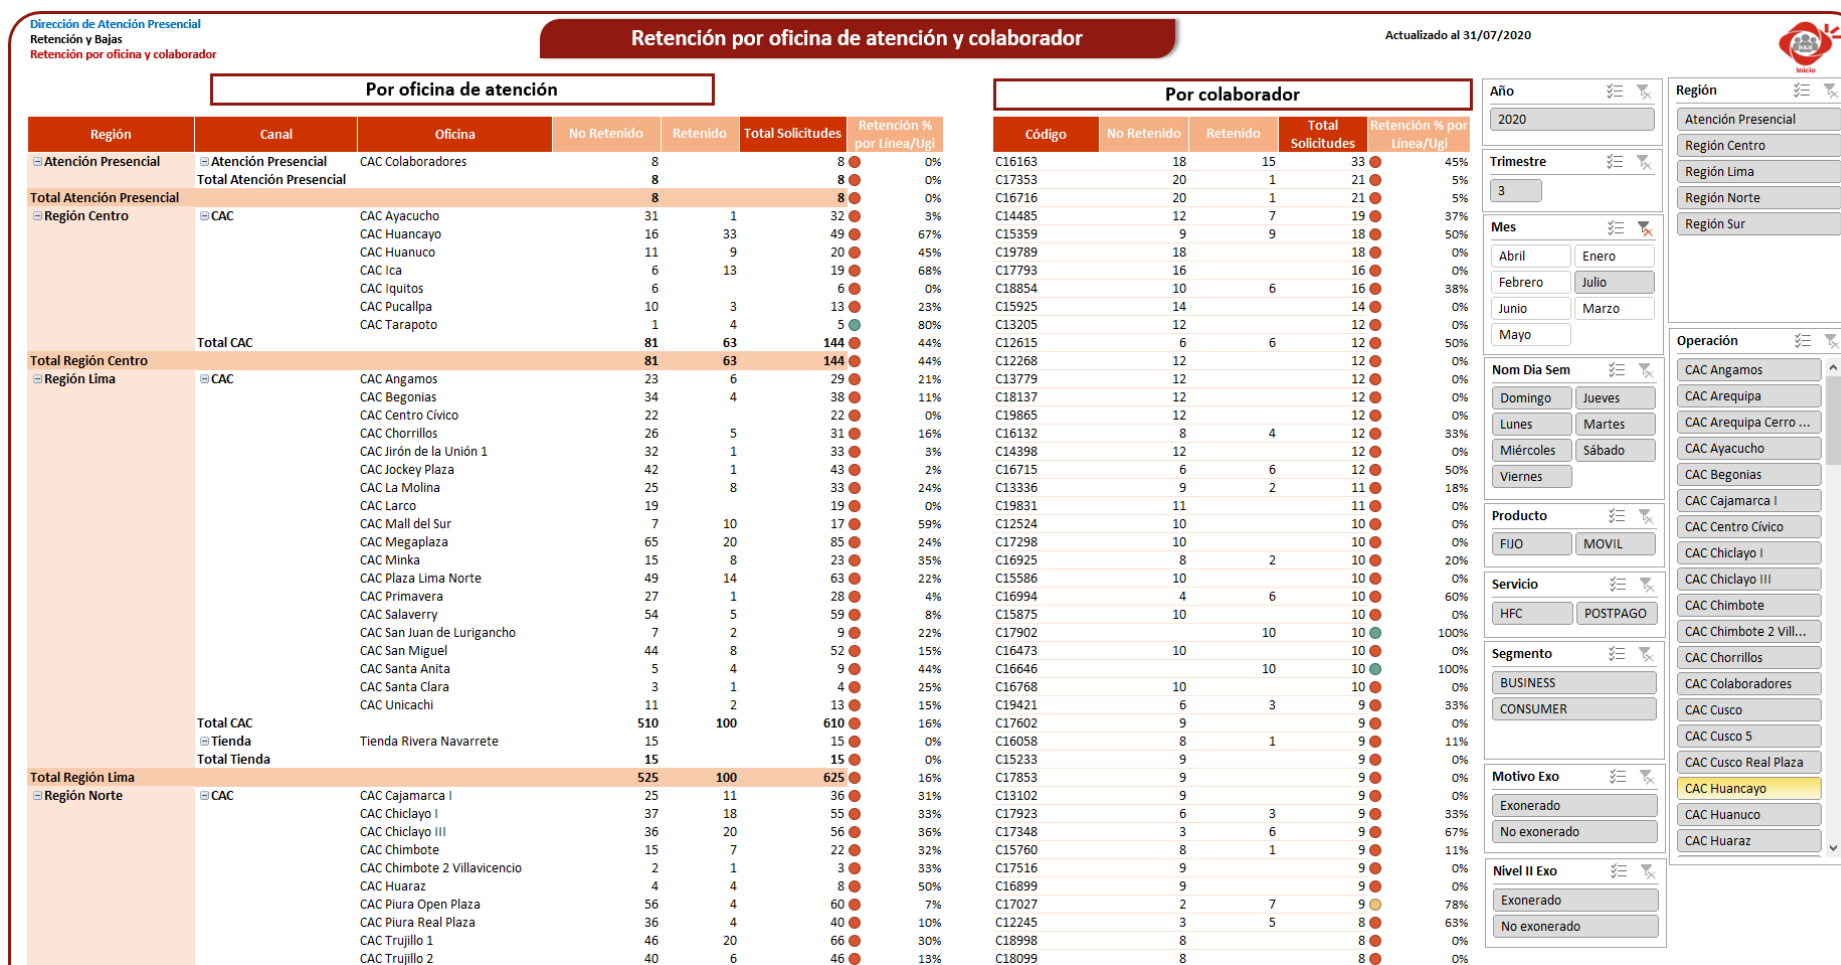 Dirección de Atención Presencial
Retención y Bajas
Retención por oficina y colaborador
Retención por oficina de atención y colaborador
Actualizado al 31/07/2020
Inicio
Por oficina de atención
Región Canal Oficina No Retenido Retenido Total Solicitudes Retención % por Línea/Ugi
Atención Presencial Atención Presencial CAC Colaboradores 8 8 0%
Total Atención Presencial 8 8 0%
Total Atención Presencial 8 8 0%
Región Centro CAC CAC Ayacucho 31 1 32 3%
CAC Huancayo 16 33 49 67%
CAC Huanuco 11 9 20 45%
CAC Ica 6 13 19 68%
CAC Iquitos 6 6 0%
CAC Pucallpa 10 3 13 23%
CAC Tarapoto 1 4 5 80%
Total CAC 81 63 144 44%
Total Región Centro 81 63 144 44%
Región Lima CAC CAC Angamos 23 6 29 21%
CAC Begonias 34 4 38 11%
CAC Centro Cívico 22 22 0%
CAC Chorrillos 26 5 31 16%
CAC Jirón de la Unión 1 32 1 33 3%
CAC Jockey Plaza 42 1 43 2%
CAC La Molina 25 8 33 24%
CAC Larco 19 19 0%
CAC Mall del Sur 7 10 17 59%
CAC Megaplaza 65 20 85 24%
CAC Minka 15 8 23 35%
CAC Plaza Lima Norte 49 14 63 22%
CAC Primavera 27 1 28 4%
CAC Salaverry 54 5 59 8%
CAC San Juan de Lurigancho 7 2 9 22%
CAC San Miguel 44 8 52 15%
CAC Santa Anita 5 4 9 44%
CAC Santa Clara 3 1 4 25%
CAC Unicachi 11 2 13 15%
Total CAC 510 100 610 16%
Tienda Tienda Rivera Navarrete 15 15 0%
Total Tienda 15 15 0%
Total Región Lima 525 100 625 16%
Región Norte CAC CAC Cajamarca I 25 11 36 31%
CAC Chiclayo I 37 18 55 33%
CAC Chiclayo III 36 20 56 36%
CAC Chimbote 15 7 22 32%
CAC Chimbote 2 Villavicencio 2 1 3 33%
CAC Huaraz 4 4 8 50%
CAC Piura Open Plaza 56 4 60 7%
CAC Piura Real Plaza 36 4 40 10%
CAC Trujillo 1 46 20 66 30%
CAC Trujillo 2 40 6 46 13%
Por colaborador
Código No Retenido Retenido Total Solicitudes Retención % por Línea/Ugi
C16163 18 15 33 45%
C17353 20 1 21 5%
C16716 20 1 21 5%
C14485 12 7 19 37%
C15359 9 9 18 50%
C19789 18 18 0%
C17793 16 16 0%
C18854 10 6 16 38%
C15925 14 14 0%
C13205 12 12 0%
C12615 6 6 12 50%
C12268 12 12 0%
C13779 12 12 0%
C18137 12 12 0%
C19865 12 12 0%
C16132 8 4 12 33%
C14398 12 12 0%
C16715 6 6 12 50%
C13336 9 2 11 18%
C19831 11 11 0%
C12524 10 10 0%
C17298 10 10 0%
C16925 8 2 10 20%
C15586 10 10 0%
C16994 4 6 10 60%
C15875 10 10 0%
C17902 10 10 100%
C16473 10 10 0%
C16646 10 10 100%
C16768 10 10 0%
C19421 6 3 9 33%
C17602 9 9 0%
C16058 8 1 9 11%
C15233 9 9 0%
C17853 9 9 0%
C13102 9 9 0%
C17923 6 3 9 33%
C17348 3 6 9 67%
C15760 8 1 9 11%
C17516 9 9 0%
C16899 9 9 0%
C17027 2 7 9 78%
C12245 3 5 8 63%
C18998 8 8 0%
C18099 8 8 0%
Año
2020
Trimestre
3
Mes
Abril Enero
Febrero Julio
Junio Marzo
Mayo
Nom Dia Sem
Domingo Jueves
Lunes Martes
Miércoles Sábado
Viernes
Producto
FIJO MOVIL
Servicio
HFC POSTPAGO
Segmento
BUSINESS
CONSUMER
Motivo Exo
Exonerado
No exonerado
Nivel II Exo
Exonerado
No exonerado
Región
Atención Presencial
Región Centro
Región Lima
Región Norte
Región Sur
Operación
CAC Angamos
CAC Arequipa
CAC Arequipa Cerro ...
CAC Ayacucho
CAC Begonias
CAC Cajamarca I
CAC Centro Cívico
CAC Chiclayo I
CAC Chiclayo III
CAC Chimbote
CAC Chimbote 2 Vill...
CAC Chorrillos
CAC Colaboradores
CAC Cusco
CAC Cusco 5
CAC Cusco Real Plaza
CAC Huancayo
CAC Huanuco
CAC Huaraz